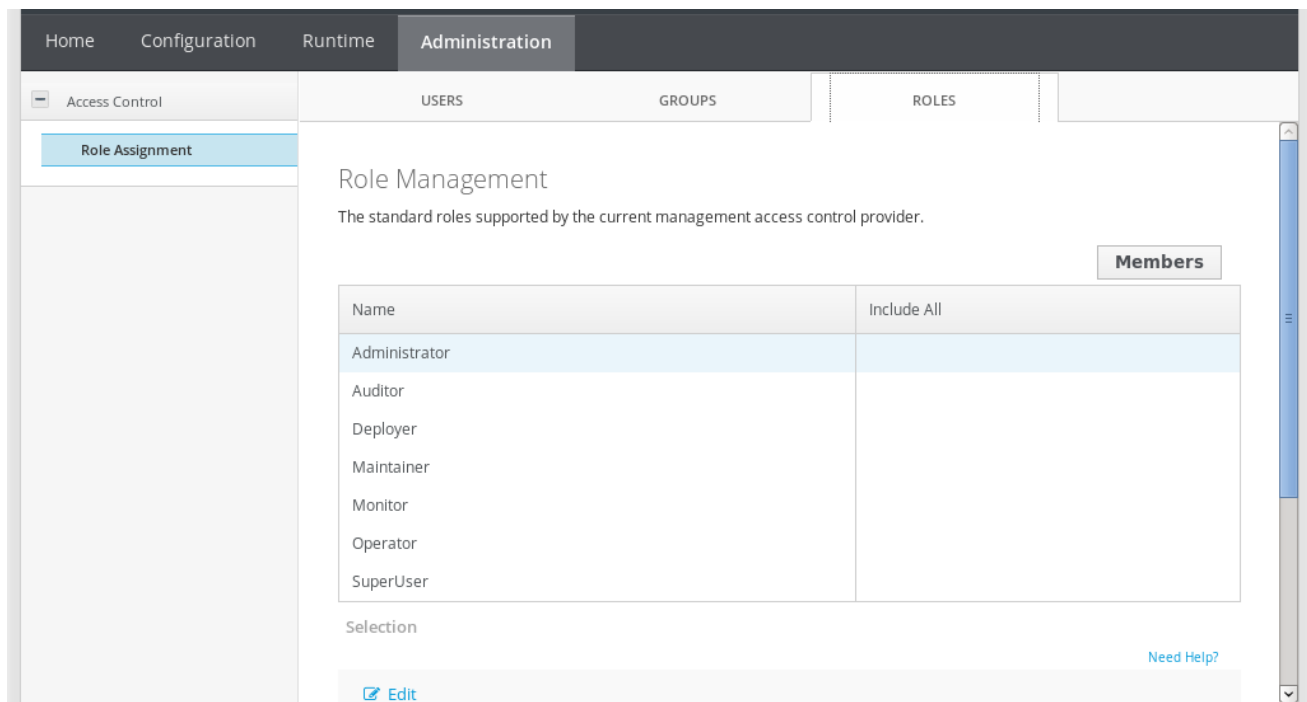 Home Configuration Runtime Administration
Access Control
USERS GROUPS ROLES
Role Assignment
Role Management
The standard roles supported by the current management access control provider.
Members
Name Include All
Administrator
Auditor
Deployer
Maintainer
Monitor
Operator
SuperUser
Selection
Need Help?
Edit